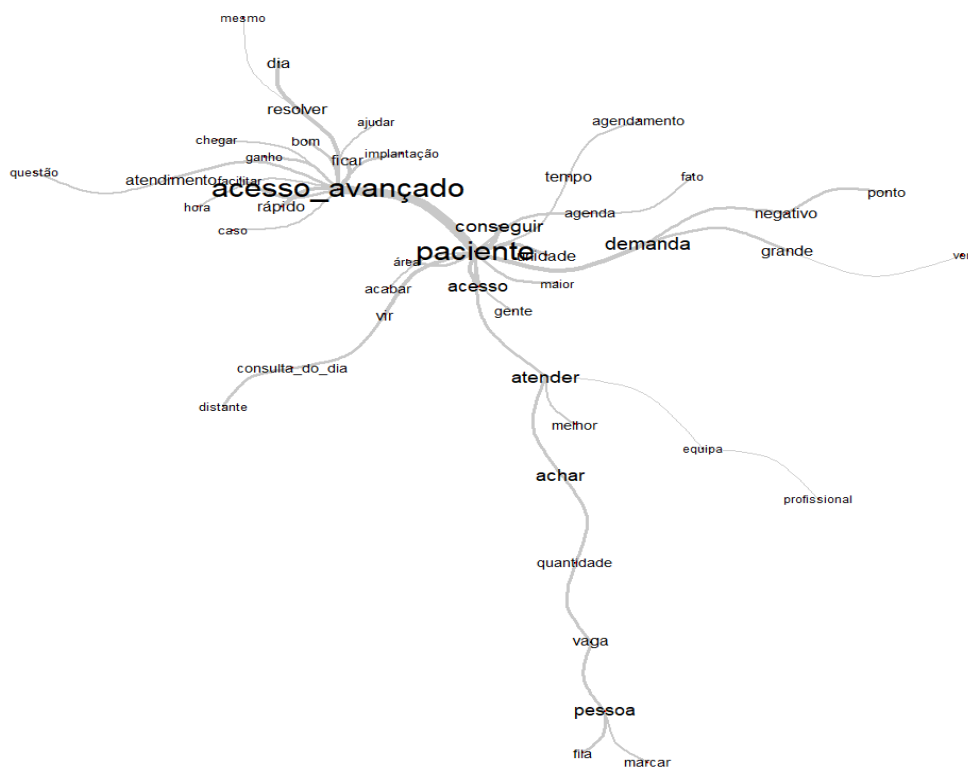 mesmo
dia
resolver
ajudar
agendamento
chegar
bom
ganho
ficar
implantação
questão
atendimento
facilitar
acesso_avançado
tempo
fato
hora
rápido
agenda
negativo
ponto
caso
conseguir
paciente
unidade
demanda
grande
ver
área
acabar
acesso
maior
vir
gente
consulta_do_dia
atender
distante
melhor
equipa
achar
profissional
quantidade
vaga
pessoa
fila
marcar